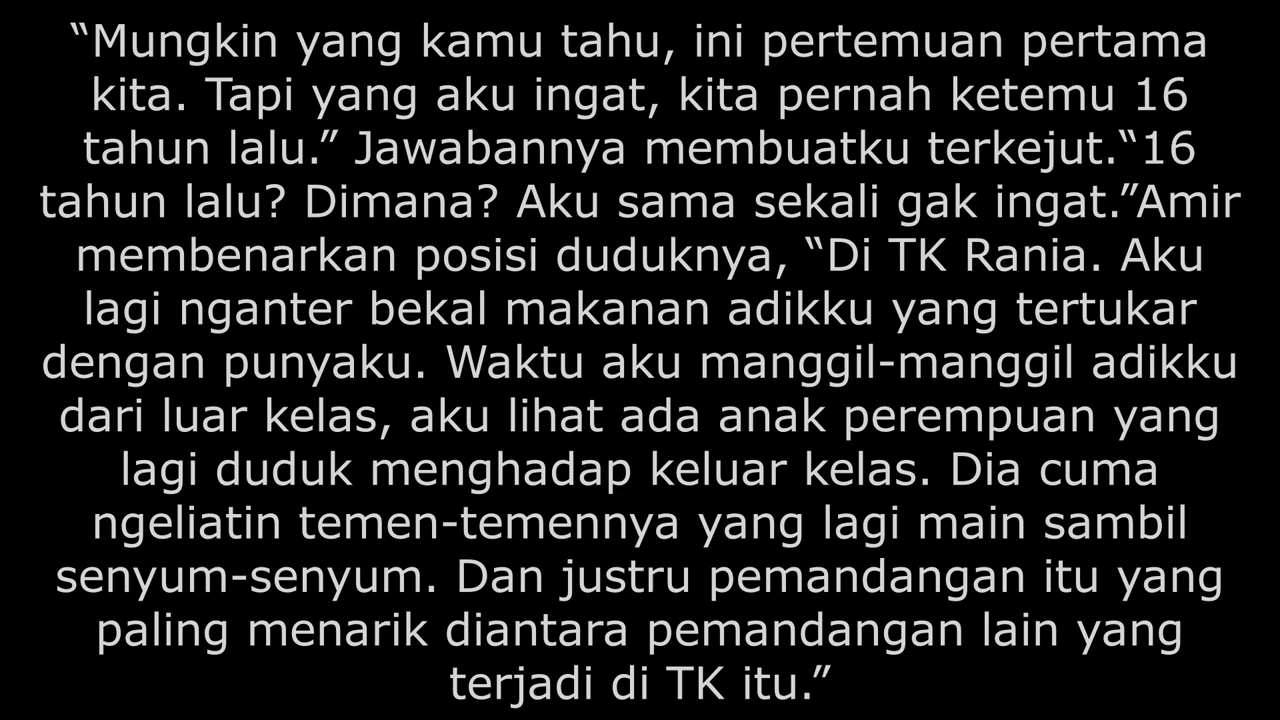 “Mungkin yang kamu tahu, ini pertemuan pertama
kita. Tapi yang aku ingat, kita pernah ketemu 16
tahun lalu.” Jawabannya membuatku terkejut.“16
tahun lalu? Dimana? Aku sama sekali gak ingat.”Amir
membenarkan posisi duduknya, “Di TK Rania. Aku
lagi nganter bekal makanan adikku yang tertukar
dengan punyaku. Waktu aku manggil-manggil adikku
dari luar kelas, aku lihat ada anak perempuan yang
lagi duduk menghadap keluar kelas. Dia cuma
ngeliatin temen-temennya yang lagi main sambil
senyum-senyum. Dan justru pemandangan itu yang
paling menarik diantara pemandangan lain yang
terjadi di TK itu.”